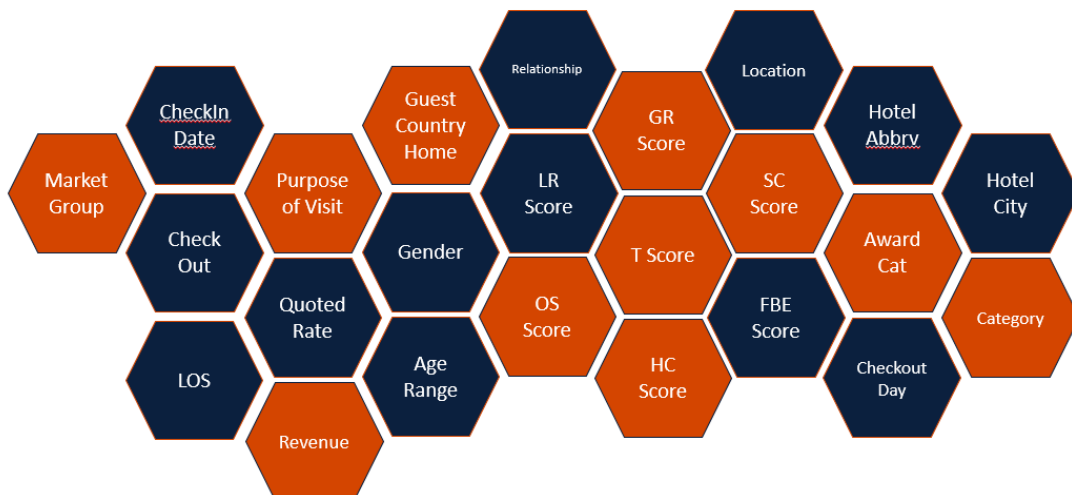 Market
Group
CheckIn
Date
Check
Out
LOS
Purpose
of Visit
Quoted
Rate
Revenue
Guest
Country
Home
Gender
Age
Range
Relationship
LR
Score
OS
Score
GR
Score
T Score
HC
Score
Location
SC
Score
FBE
Score
Hotel
Abbrv
Award
Cat
Checkout
Day
Hotel
City
Category